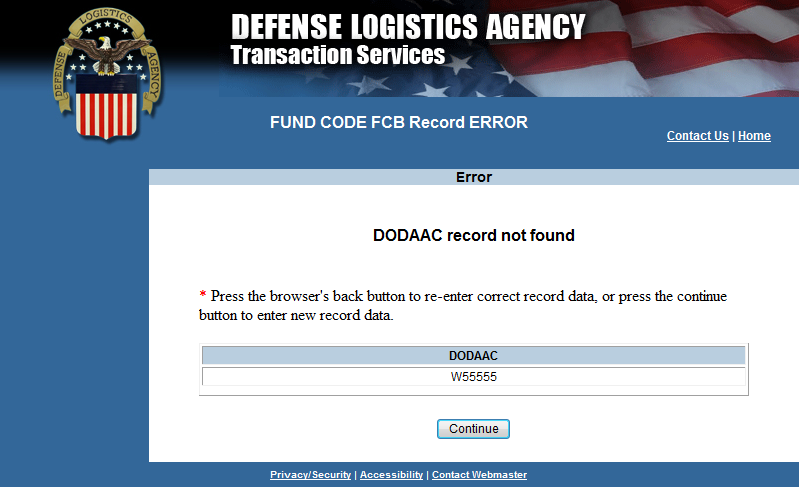 DEFENSE LOGISTICS AGENCY
DEFENSE LOGISTICS AGENCY
Transaction Services
FUND CODE FCB Record ERROR
Contact Us | Home
Error
DODAAC record not found
* Press the browser's back button to re-enter correct record data, or press the continue
button to enter new record data.
DODAAC
W55555
Continue
Privacy/Security | Accessibility | Contact Webmaster